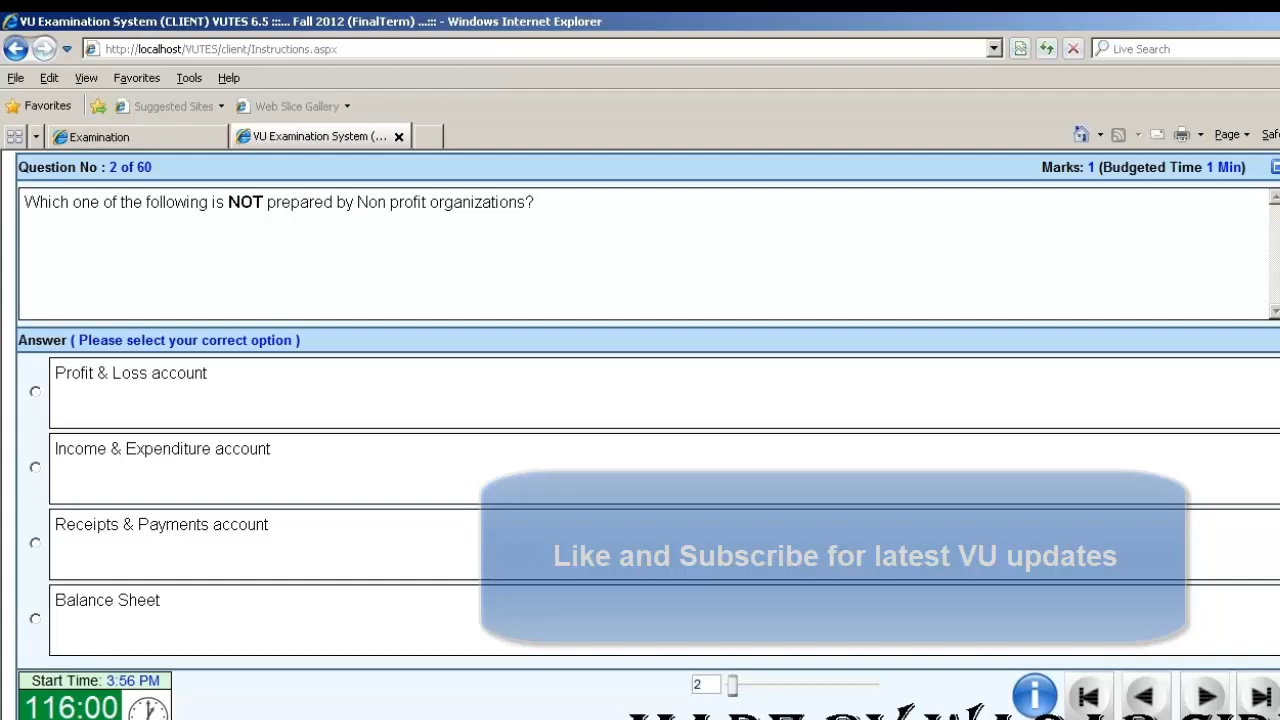 VU Examination System (CLIENT) VUTES 6.5 :::... Fall 2012 (FinalTerm) ...::: - Windows Internet Explorer
http://localhost/VUTES/client/Instructions.aspx
Live Search
File Edit View Favorites Tools Help
Favorites Suggested Sites Web Slice Gallery
Examination VU Examination System (... Page Safe
Question No : 2 of 60 Marks: 1 (Budgeted Time 1 Min)
Which one of the following is NOT prepared by Non profit organizations?
Answer ( Please select your correct option )
Profit & Loss account
Income & Expenditure account
Receipts & Payments account
Like and Subscribe for latest VU updates
Balance Sheet
Start Time: 3:56 PM
116:00
2